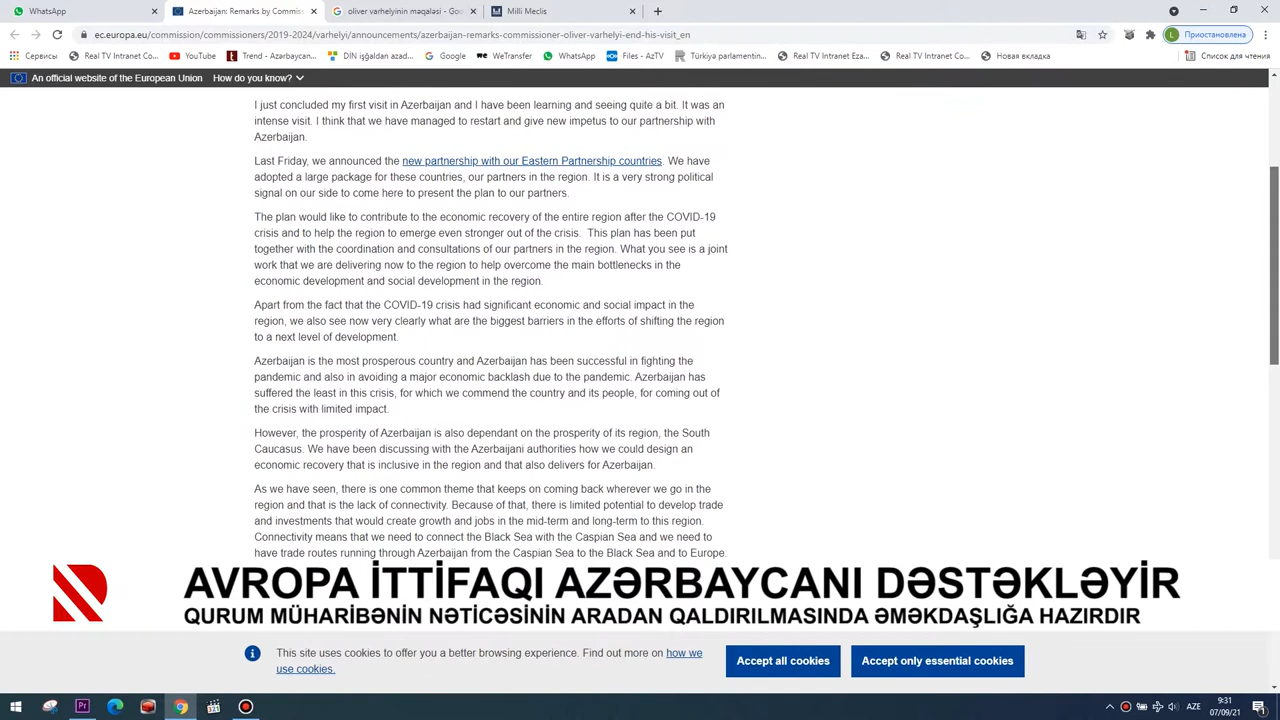 WhatsApp
Azerbaijan: Remarks by Commiss
oliver varhelyinin məqaləsi - Goo
Milli Meclis
ec.europa.eu/commission/commissioners/2019-2024/varhelyi/announcements/azerbaijan-remarks-commissioner-oliver-varhelyi-end-his-visit_en
L Приостановлена
Сервисы
Real TV Intranet Co...
YouTube
Trend - Azərbaycan...
DİN işğaldan azad...
Google
WeTransfer
WhatsApp
Files - AzTV
Türkiyə parlamentin...
Real TV Intranet Eza...
Real TV Intranet Co...
Новая вкладка
Список для чтения
An official website of the European Union How do you know?
I just concluded my first visit in Azerbaijan and I have been learning and seeing quite a bit. It was an
intense visit. I think that we have managed to restart and give new impetus to our partnership with
Azerbaijan.
Last Friday, we announced the new partnership with our Eastern Partnership countries. We have
adopted a large package for these countries, our partners in the region. It is a very strong political
signal on our side to come here to present the plan to our partners.
The plan would like to contribute to the economic recovery of the entire region after the COVID-19
crisis and to help the region to emerge even stronger out of the crisis. This plan has been put
together with the coordination and consultations of our partners in the region. What you see is a joint
work that we are delivering now to the region to help overcome the main bottlenecks in the
economic development and social development in the region.
Apart from the fact that the COVID-19 crisis had significant economic and social impact in the
region, we also see now very clearly what are the biggest barriers in the efforts of shifting the region
to a next level of development.
Azerbaijan is the most prosperous country and Azerbaijan has been successful in fighting the
pandemic and also in avoiding a major economic backlash due to the pandemic. Azerbaijan has
suffered the least in this crisis, for which we commend the country and its people, for coming out of
the crisis with limited impact.
However, the prosperity of Azerbaijan is also dependant on the prosperity of its region, the South
Caucasus. We have been discussing with the Azerbaijani authorities how we could design an
economic recovery that is inclusive in the region and that also delivers for Azerbaijan.
As we have seen, there is one common theme that keeps on coming back wherever we go in the
region and that is the lack of connectivity. Because of that, there is limited potential to develop trade
and investments that would create growth and jobs in the mid-term and long-term to this region.
Connectivity means that we need to connect the Black Sea with the Caspian Sea and we need to
have trade routes running through Azerbaijan from the Caspian Sea to the Black Sea and to Europe.
AVROPA İTTİFAQI AZƏRBAYCANI DƏSTƏKLƏYİR
QURUM MÜHARİBƏNİN NƏTİCƏSİNİN ARADAN QALDIRILMASINDA ƏMƏKDAŞLIĞA HAZIRDIR
This site uses cookies to offer you a better browsing experience. Find out more on how we
use cookies.
Accept all cookies
Accept only essential cookies
Pr
AZE
9:31
07/09/21
1